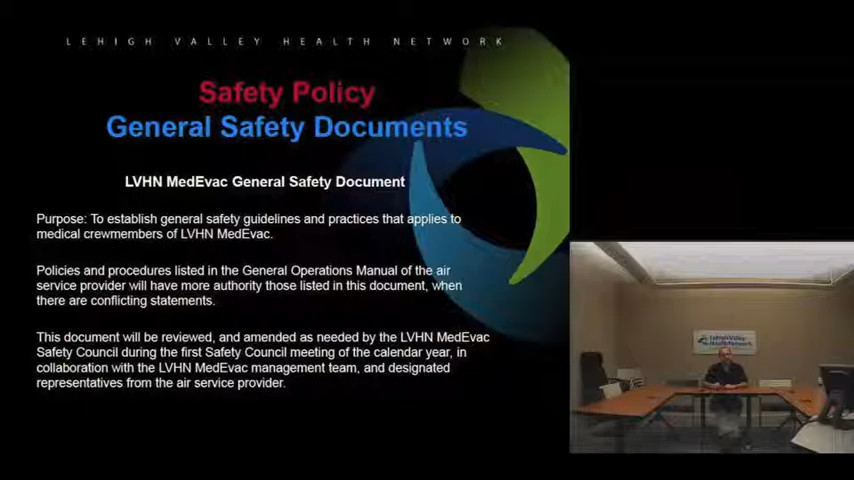 LEHIGH VALLEY HEALTH NETWORK
Safety Policy
General Safety Documents
LVHN MedEvac General Safety Document
Purpose: To establish general safety guidelines and practices that applies to
medical crewmembers of LVHN MedEvac.
Policies and procedures listed in the General Operations Manual of the air
service provider will have more authority those listed in this document, when
there are conflicting statements.
This document will be reviewed, and amended as needed by the LVHN MedEvac
Safety Council during the first Safety Council meeting of the calendar year, in
collaboration with the LVHN MedEvac management team, and designated
representatives from the air service provider.
Lehigh Valley
Health Network